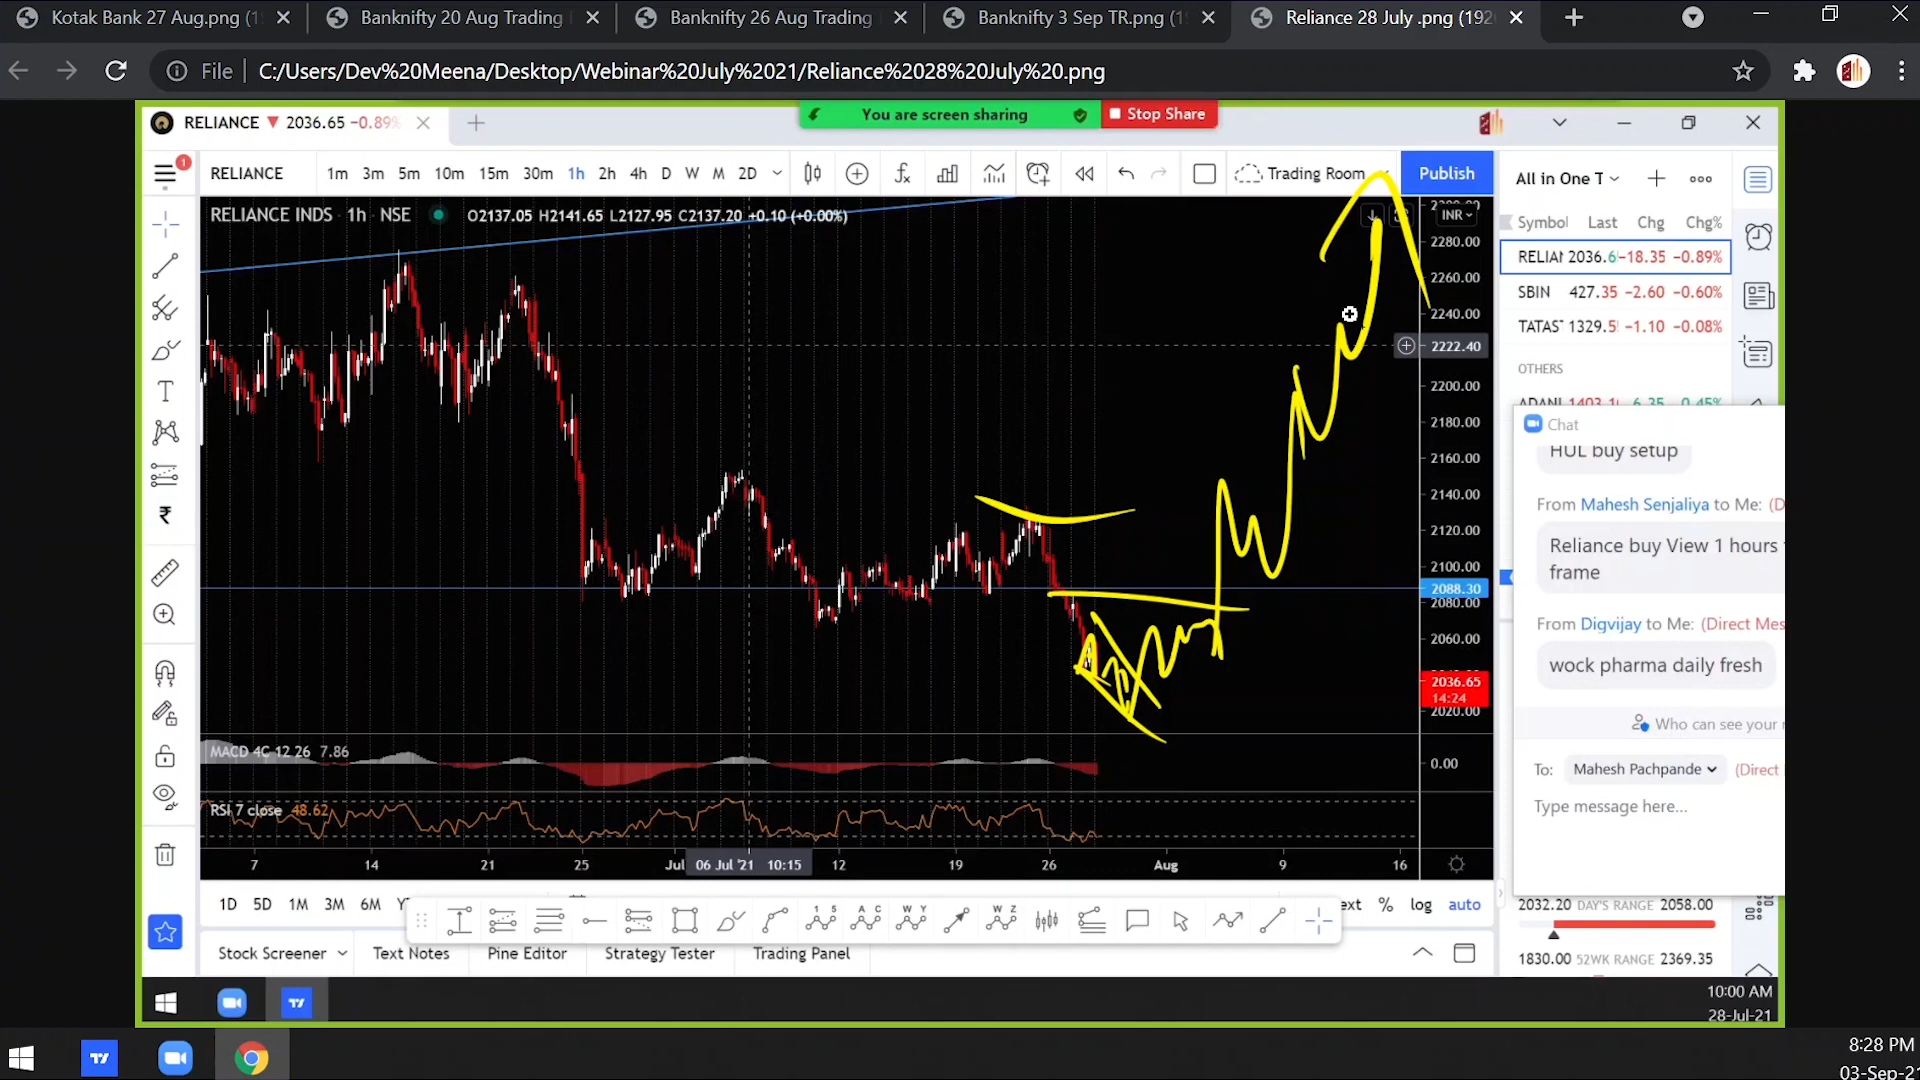 Kotak Bank 27 Aug.png (1
Banknifty 20 Aug Trading
Banknifty 26 Aug Trading
Banknifty 3 Sep TR.png (1
Reliance 28 July .png (192
File
C:/Users/Dev%20Meena/Desktop/Webinar%20July%2021/Reliance%2028%20July%20.png
RELIANCE 2036.65 −0.89%
You are screen sharing
Stop Share
1
RELIANCE 1m 3m 5m 10m 15m 30m 1h 2h 4h D W M 2D
Trading Room
Publish
All in One T
RELIANCE INDS 1h NSE
O2137.05 H2141.65 L2127.95 C2137.20 +0.10 (+0.00%)
INR
Symbol Last Chg Chg%
2280.00
RELIAN 2036.6 −18.35 −0.89%
2260.00
SBIN 427.35 −2.60 −0.60%
2240.00
TATAST 1329.5 −1.10 −0.08%
2222.40
OTHERS
2200.00
2180.00
2160.00
2140.00
2120.00
2100.00
2088.30
2080.00
2060.00
2036.65
14:24
2020.00
Chat
HUL buy setup
From Mahesh Senjaliya to Me: (D
Reliance buy View 1 hours
frame
From Digvijay to Me: (Direct Mes
wock pharma daily fresh
Who can see your
To: Mahesh Pachpande (Direct
Type message here...
MACD 4C 12 26 7.86
0.00
RSI 7 close 48.62
7 14 21 25 Jul 06 Jul '21 10:15 12 19 26 Aug 9 16
1D 5D 1M 3M 6M
ext % log auto
2032.20 DAY'S RANGE 2058.00
Stock Screener Text Notes Pine Editor Strategy Tester Trading Panel
1830.00 52WK RANGE 2369.35
10:00 AM
28-Jul-21
8:28 PM
03-Sep-21